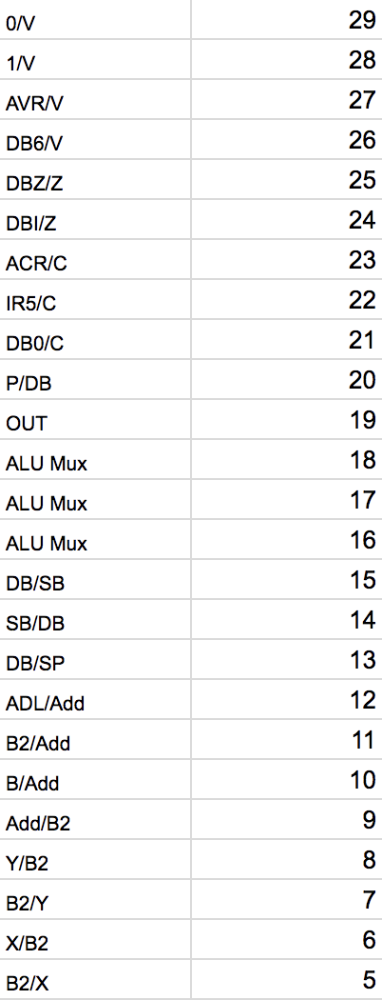 0/V 29
1/V 28
AVR/V 27
DB6/V 26
DBZ/Z 25
DBI/Z 24
ACR/C 23
IR5/C 22
DB0/C 21
P/DB 20
OUT 19
ALU Mux 18
ALU Mux 17
ALU Mux 16
DB/SB 15
SB/DB 14
DB/SP 13
ADL/Add 12
B2/Add 11
B/Add 10
Add/B2 9
Y/B2 8
B2/Y 7
X/B2 6
B2/X 5